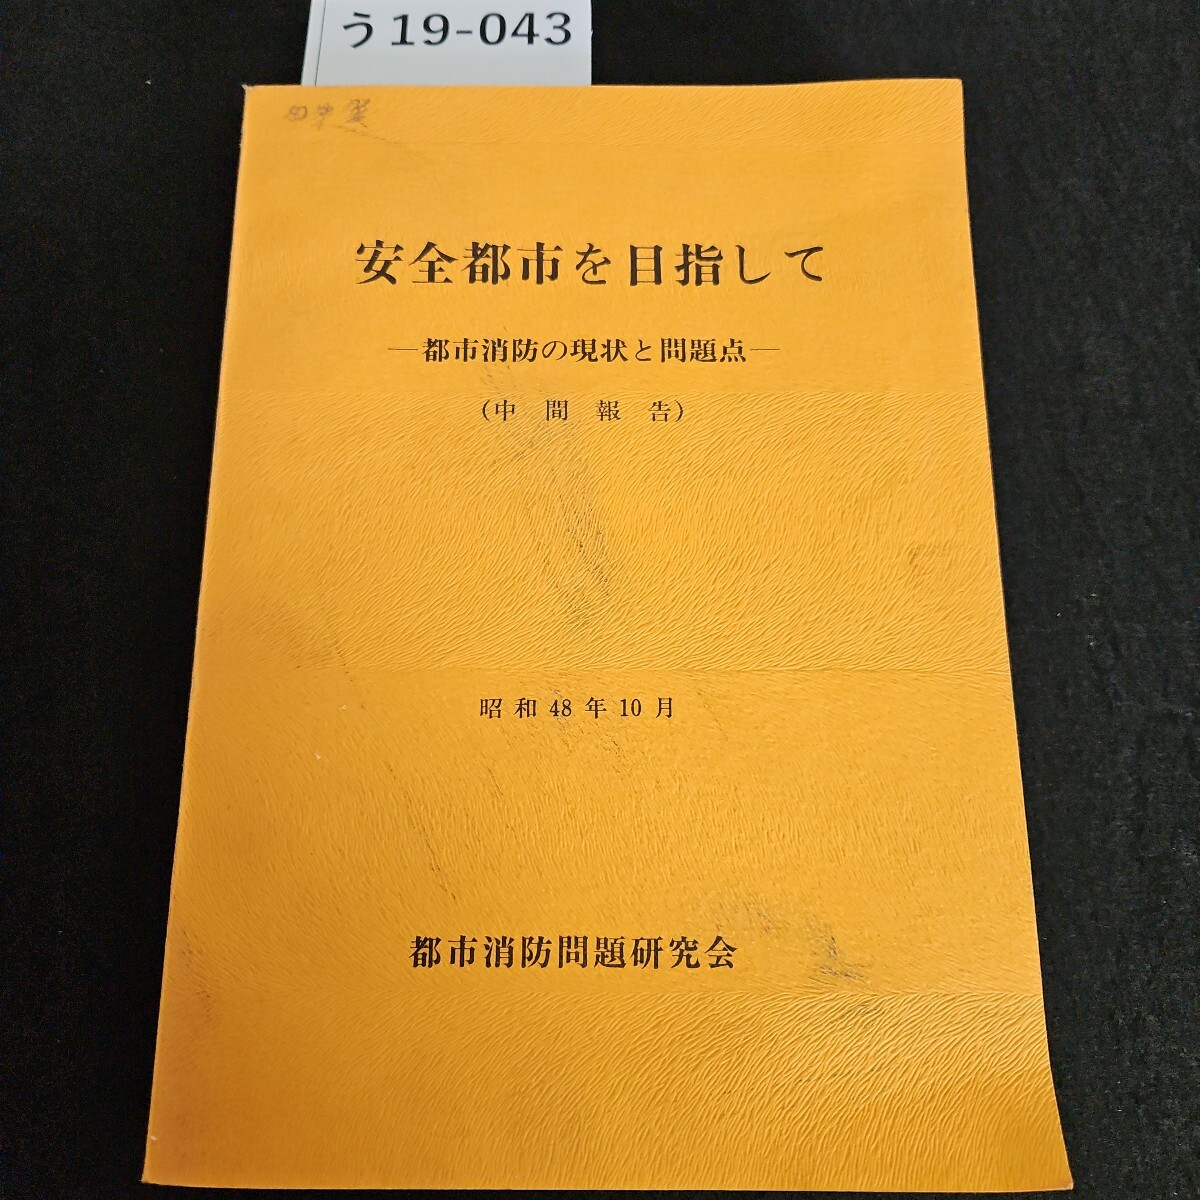 う19-043
安全都市を目指して
―都市消防の現状と問題点―
(中間報告)
昭和48年10月
都市消防問題研究会